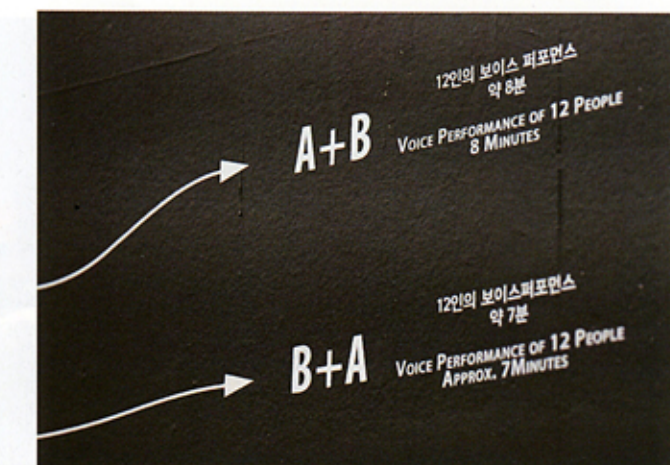 A+B
12인의 보이스 퍼포먼스
약 8분
VOICE PERFORMANCE OF 12 PEOPLE
8 MINUTES
B+A
12인의 보이스퍼포먼스
약 7분
VOICE PERFORMANCE OF 12 PEOPLE
APPROX. 7MINUTES